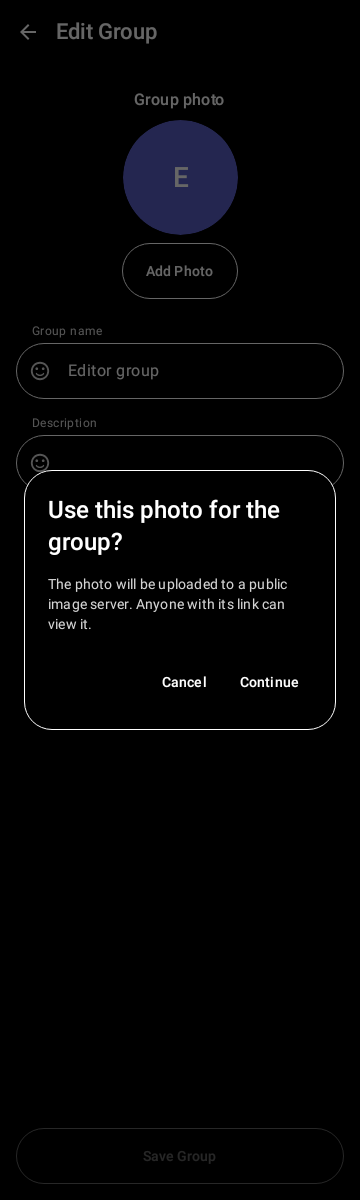 Edit Group
Group photo
E
Add Photo
Group name
Editor group
Description
Use this photo for the
group?
The photo will be uploaded to a public
image server. Anyone with its link can
view it.
Cancel
Continue
Save Group